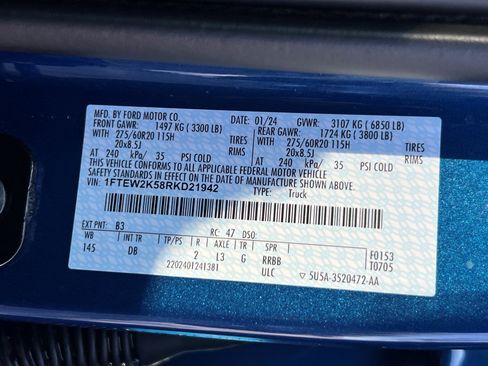 MFD. BY FORD MOTOR CO.
01/24 GVWR: 3107 KG ( 6850 LB)
FRONT GAWR: 1497 KG ( 3300 LB)
REAR GAWR: 1724 KG ( 3800 LB)
WITH 275/60R20 115H TIRES
WITH 275/60R20 115H TIRES
20x8.5J RIMS
20x8.5J RIMS
AT 240 kPa/ 35 PSI COLD
AT 240 kPa/ 35 PSI COLD
THIS VEHICLE CONFORMS TO ALL APPLICABLE FEDERAL MOTOR VEHICLE
SAFETY STANDARDS IN EFFECT ON THE DATE OF MANUFACTURE SHOWN ABOVE.
VIN: 1FTEW2K58RKD21942
TYPE: Truck
EXT PNT: B3 RC: 47 DSO:
WB INT TR TP/PS R AXLE TR SPR
145 DB 2 L3 G RRBB
F0153
T0705
2202401241381 ULC
5U5A-3520472-AA